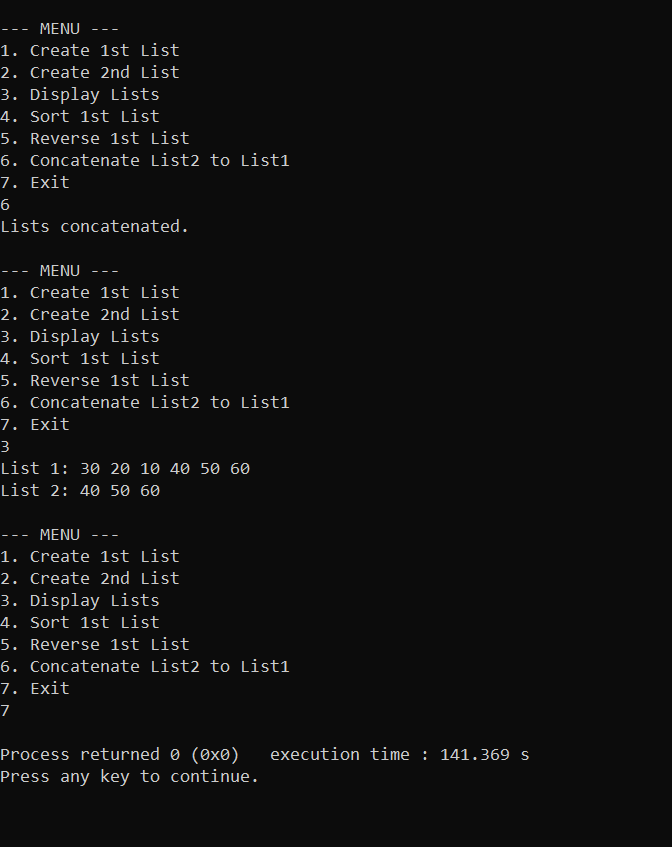 --- MENU ---
1. Create 1st List
2. Create 2nd List
3. Display Lists
4. Sort 1st List
5. Reverse 1st List
6. Concatenate List2 to List1
7. Exit
6
Lists concatenated.

--- MENU ---
1. Create 1st List
2. Create 2nd List
3. Display Lists
4. Sort 1st List
5. Reverse 1st List
6. Concatenate List2 to List1
7. Exit
3
List 1: 30 20 10 40 50 60
List 2: 40 50 60

--- MENU ---
1. Create 1st List
2. Create 2nd List
3. Display Lists
4. Sort 1st List
5. Reverse 1st List
6. Concatenate List2 to List1
7. Exit
7

Process returned 0 (0x0)   execution time : 141.369 s
Press any key to continue.